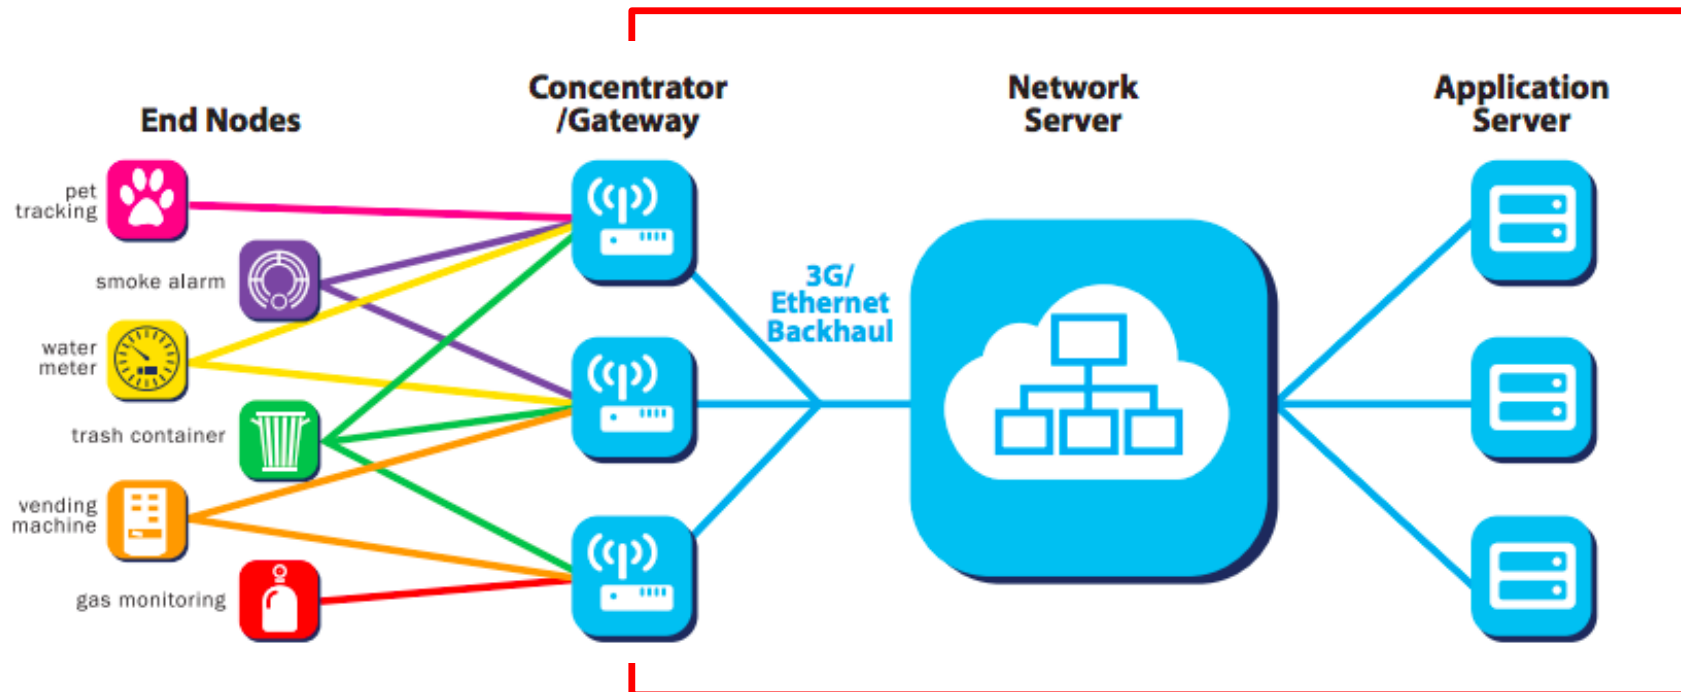 End Nodes
Concentrator
/Gateway
Network
Server
Application
Server
pet
tracking
smoke alarm
water
meter
trash container
vending
machine
gas monitoring
3G/
Ethernet
Backhaul